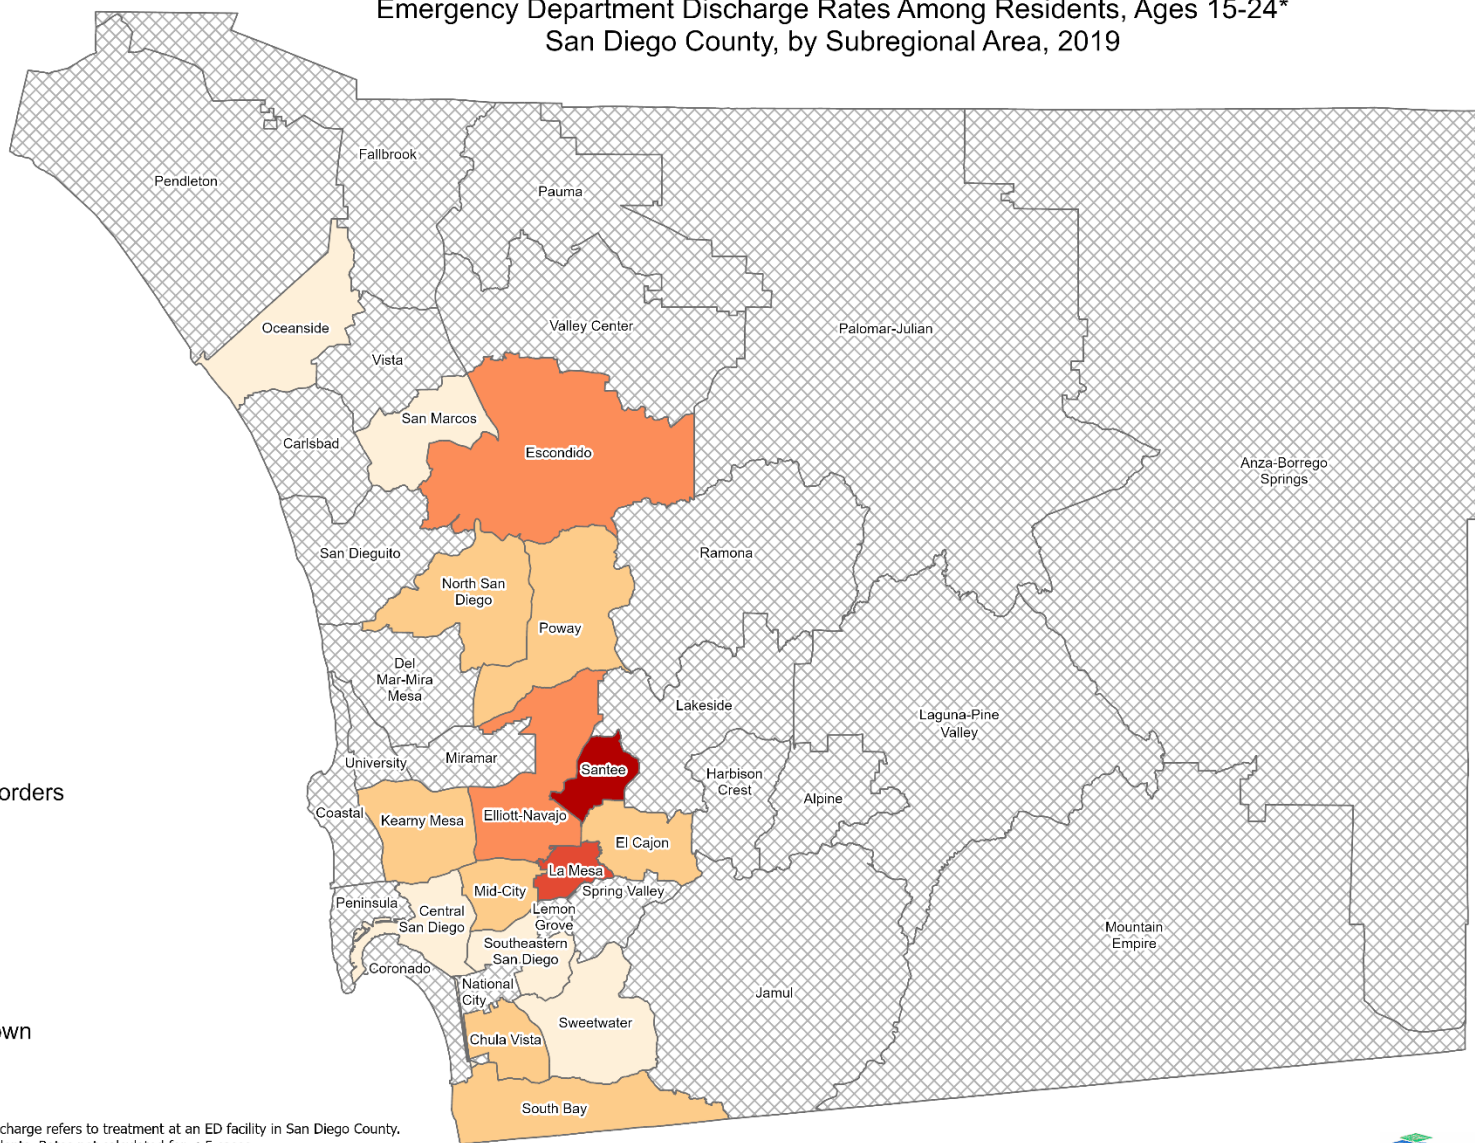 Emergency Department Discharge Rates Among Residents, Ages 15-24*
San Diego County, by Subregional Area, 2019
Fallbrook
Pendleton
Pauma
Oceanside
Valley Center
Palomar-Julian
Vista
San Marcos
Carlsbad
Escondido
Anza-Borrego
Springs
San Dieguito
Ramona
North San
Diego
Poway
Del
Mar-Mira
Mesa
Lakeside
Laguna-Pine
Valley
University
Miramar
Santee
Harbison
Crest
Alpine
orders
Coastal
Kearny Mesa
Elliott-Navajo
El Cajon
La Mesa
Mid-City
Spring Valley
Peninsula
Central
San Diego
Lemon
Grove
Southeastern
San Diego
Mountain
Empire
Coronado
National
City
Jamul
Sweetwater
own
Chula Vista
South Bay
charge refers to treatment at an ED facility in San Diego County.